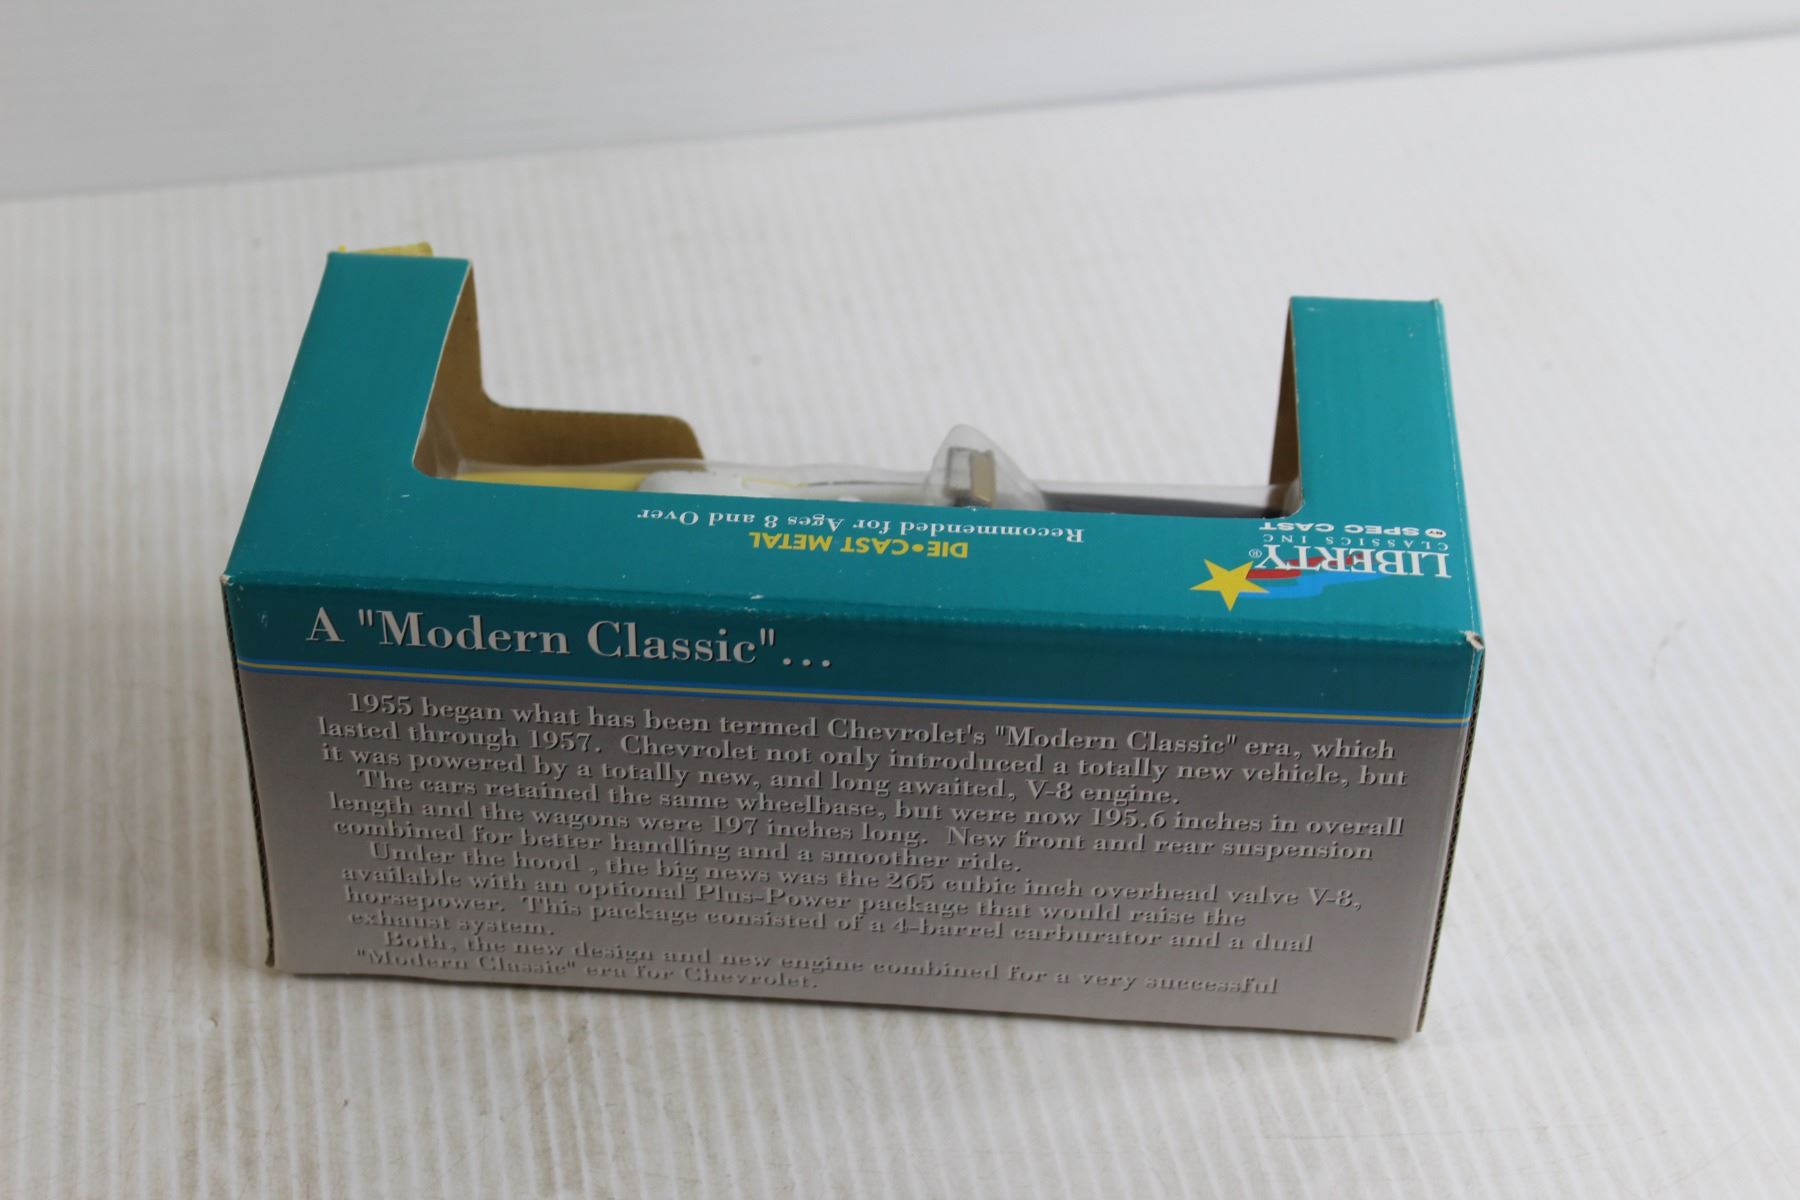 LIBERTY®
CLASSICS INC
BY SPEC CAST
DIE•CAST METAL
Recommended for Ages 8 and Over
A "Modern Classic"...
1955 began what has been termed Chevrolet's "Modern Classic" era, which
lasted through 1957. Chevrolet not only introduced a totally new vehicle, but
it was powered by a totally new, and long awaited, V-8 engine.
The cars retained the same wheelbase, but were now 195.6 inches in overall
length and the wagons were 197 inches long. New front and rear suspension
combined for better handling and a smoother ride.
Under the hood , the big news was the 265 cubic inch overhead valve V-8,
available with an optional Plus-Power package that would raise the
horsepower. This package consisted of a 4-barrel carburator and a dual
exhaust system.
Both, the new design and new engine combined for a very successful
"Modern Classic" era for Chevrolet.